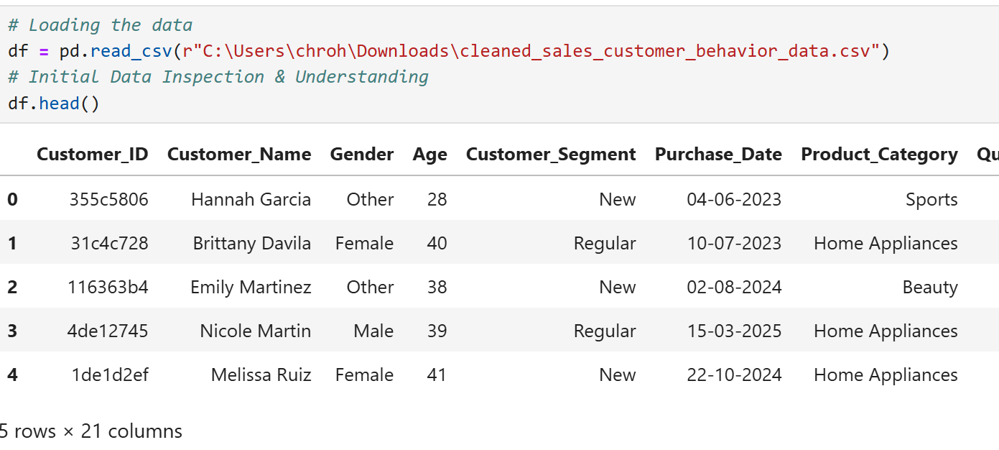 # Loading the data
df = pd.read_csv(r"C:\Users\chroh\Downloads\cleaned_sales_customer_behavior_data.csv")
# Initial Data Inspection & Understanding
df.head()
Customer_ID Customer_Name Gender Age Customer_Segment Purchase_Date Product_Category Qu
0 355c5806 Hannah Garcia Other 28 New 04-06-2023 Sports
1 31c4c728 Brittany Davila Female 40 Regular 10-07-2023 Home Appliances
2 116363b4 Emily Martinez Other 38 New 02-08-2024 Beauty
3 4de12745 Nicole Martin Male 39 Regular 15-03-2025 Home Appliances
4 1de1d2ef Melissa Ruiz Female 41 New 22-10-2024 Home Appliances
5 rows × 21 columns